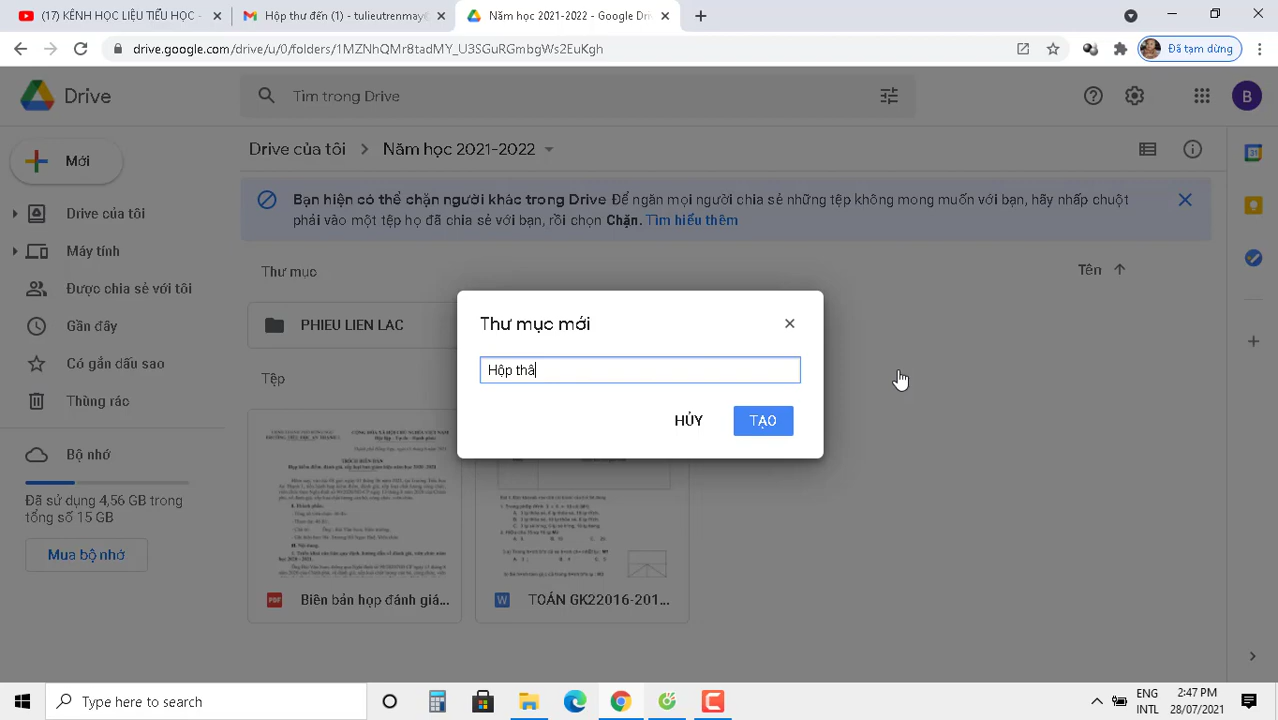 (17) KÊNH HỌC LIỆU TIỂU HỌC -
Hộp thư đến (1) - tulieutrenmay
Năm học 2021-2022 - Google Dri
drive.google.com/drive/u/0/folders/1MZNhQMr8tadMY_U3SGuRGmbgWs2EuKgh
Đã tạm dừng
Drive
Tìm trong Drive
B
Mới
Drive của tôi
Năm học 2021-2022
Bạn hiện có thể chặn người khác trong Drive Để ngăn mọi người chia sẻ những tệp không mong muốn với bạn, hãy nhấp chuột
phải vào một tệp họ đã chia sẻ với bạn, rồi chọn Chặn. Tìm hiểu thêm
Drive của tôi
Máy tính
Được chia sẻ với tôi
Gần đây
Có gắn dấu sao
Thùng rác
Bộ nhớ
Đã sử dụng 4,56 GB trong
tổng số 15 GB
Mua bộ nhớ
Thư mục
Tên
PHIEU LIEN LAC
Tệp
Thư mục mới
Hộp thâ
HỦY
TẠO
Biên bản họp đánh giá...
TOÁN GK22016-201...
Type here to search
ENG
INTL
2:47 PM
28/07/2021